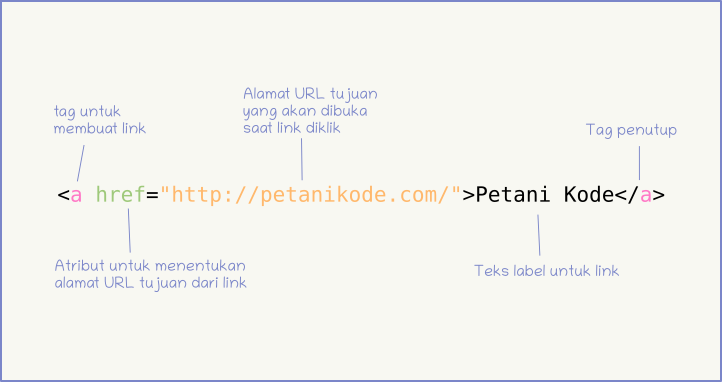 Alamat URL tujuan
yang akan dibuka
saat link diklik
tag untuk
membuat link
Tag penutup
<a href="http://petanikode.com/">Petani Kode</a>
Atribut untuk menentukan
alamat URL tujuan dari link
Teks label untuk link